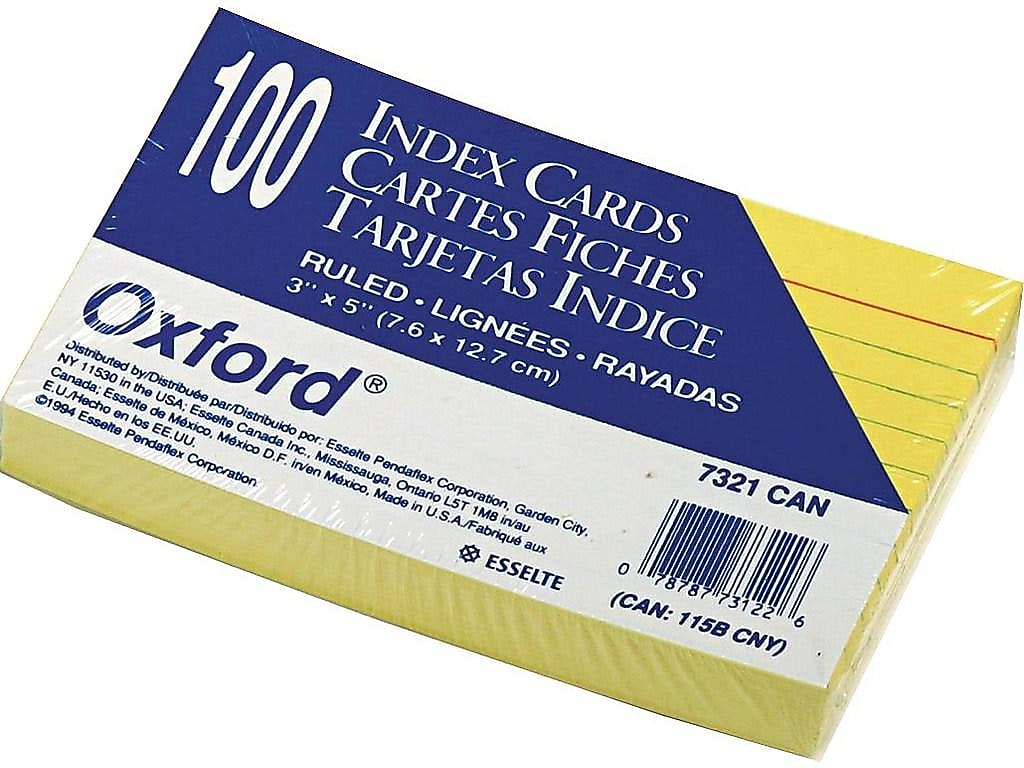 100
INDEX CARDS
CARTES FICHES
TARJETAS INDICE
RULED • LIGNÉES • RAYADAS
3" x 5" (7.6 x 12.7 cm)
Oxford®
Distributed by/Distribuée par/Distribuido por: Esselte Pendaflex Corporation, Garden City,
NY 11530 in the USA; Esselte Canada Inc., Mississauga, Ontario L5T 1M8 in/au
Canada; Esselte de México, México D.F. in/en México, Made in U.S.A./Fabriqué aux
E.U./Hecho en los EE.UU.
©1994 Esselte Pendaflex Corporation
ESSELTE
7321 CAN
0 78787 73122 6
(CAN: 115B CNY)